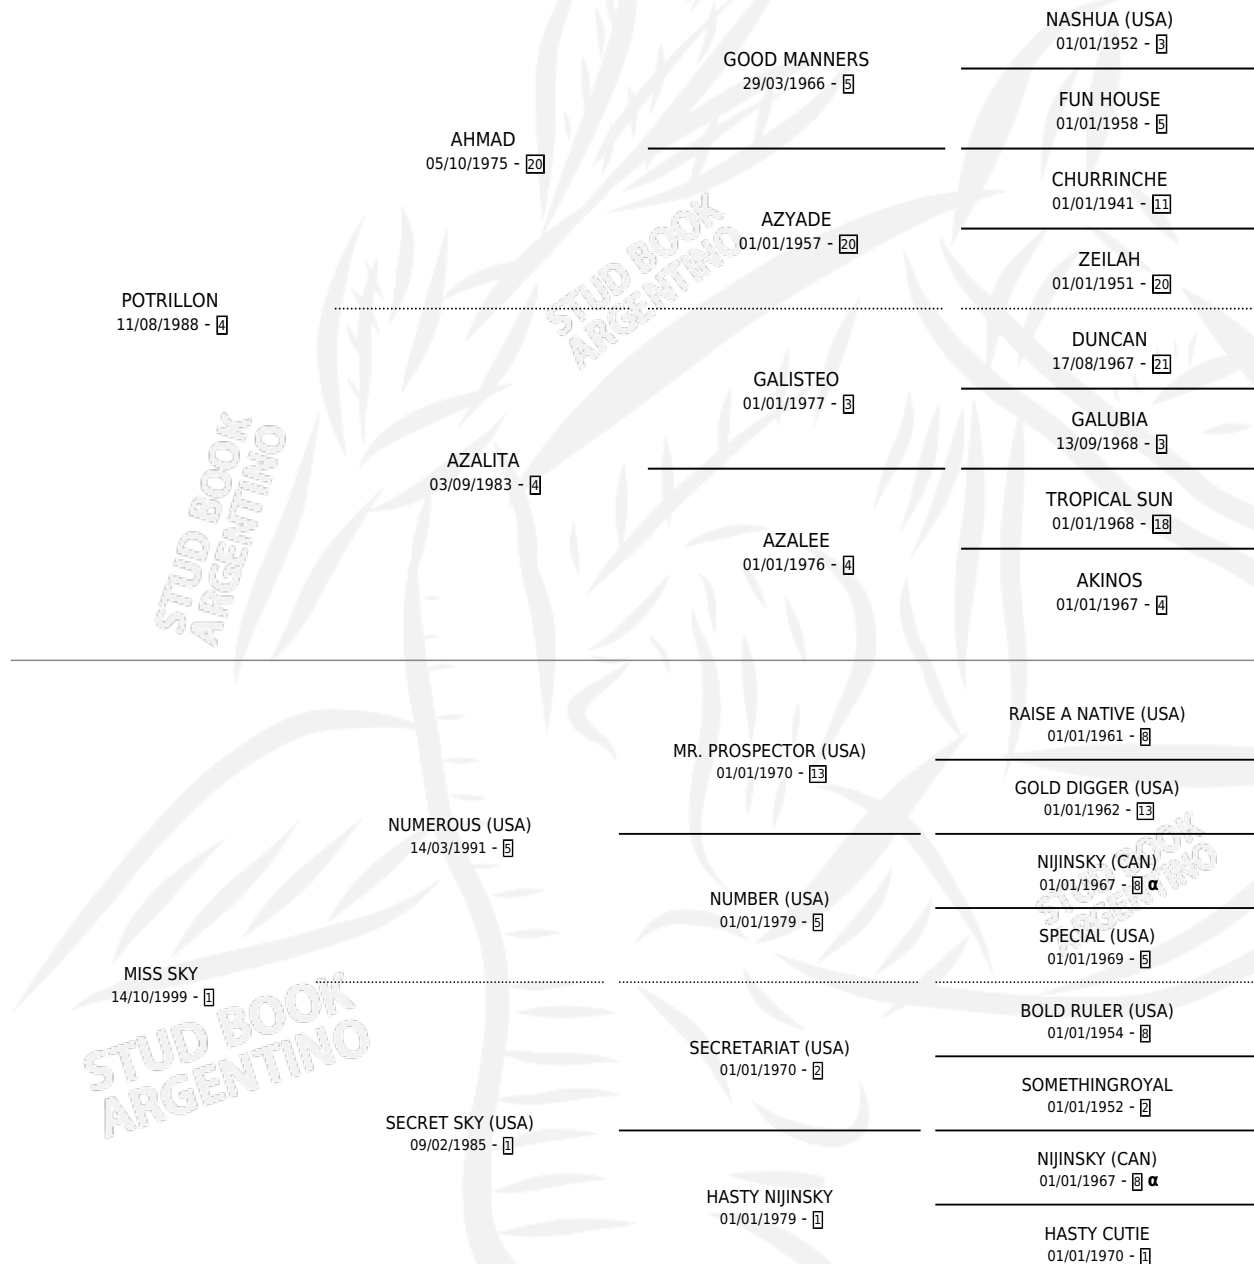 NASHUA (USA)
01/01/1952 - 3
GOOD MANNERS
29/03/1966 - 5
FUN HOUSE
01/01/1958 - 5
AHMAD
05/10/1975 - 20
CHURRINCHE
01/01/1941 - 11
AZYADE
01/01/1957 - 20
ZEILAH
01/01/1951 - 20
POTRILLON
11/08/1988 - 4
DUNCAN
17/08/1967 - 21
GALISTEO
01/01/1977 - 3
GALUBIA
13/09/1968 - 3
AZALITA
03/09/1983 - 4
TROPICAL SUN
01/01/1968 - 18
AZALEE
01/01/1976 - 4
AKINOS
01/01/1967 - 4
RAISE A NATIVE (USA)
01/01/1961 - 8
MR. PROSPECTOR (USA)
01/01/1970 - 13
GOLD DIGGER (USA)
01/01/1962 - 13
NUMEROUS (USA)
14/03/1991 - 5
NIJINSKY (CAN)
01/01/1967 - 8 α
NUMBER (USA)
01/01/1979 - 5
SPECIAL (USA)
01/01/1969 - 5
MISS SKY
14/10/1999 - 1
BOLD RULER (USA)
01/01/1954 - 8
SECRETARIAT (USA)
01/01/1970 - 2
SOMETHINGROYAL
01/01/1952 - 2
SECRET SKY (USA)
09/02/1985 - 1
NIJINSKY (CAN)
01/01/1967 - 8 α
HASTY NIJINSKY
01/01/1979 - 1
HASTY CUTIE
01/01/1970 - 1
STUD BOOK
ARGENTINO
STUD BOOK
ARGENTINO
STUD BOOK
ARGENTINO
STUD BOOK
ARGENTINO